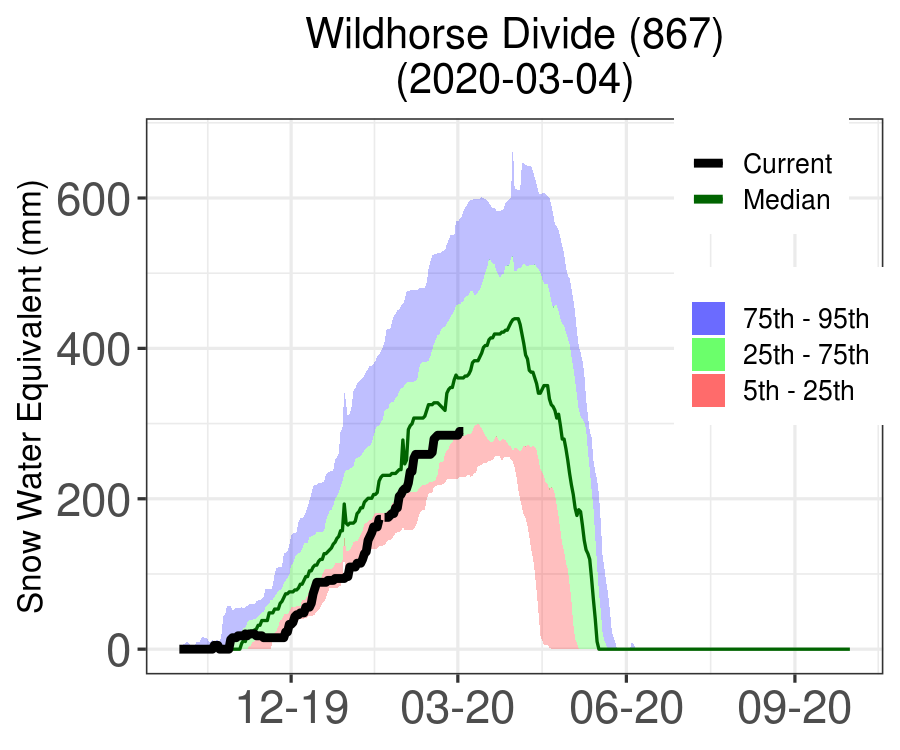 Wildhorse Divide (867)
(2020-03-04)
Snow Water Equivalent (mm)
600
400
200
0
12-19
03-20
06-20
09-20
Current
Median
75th - 95th
25th - 75th
5th - 25th